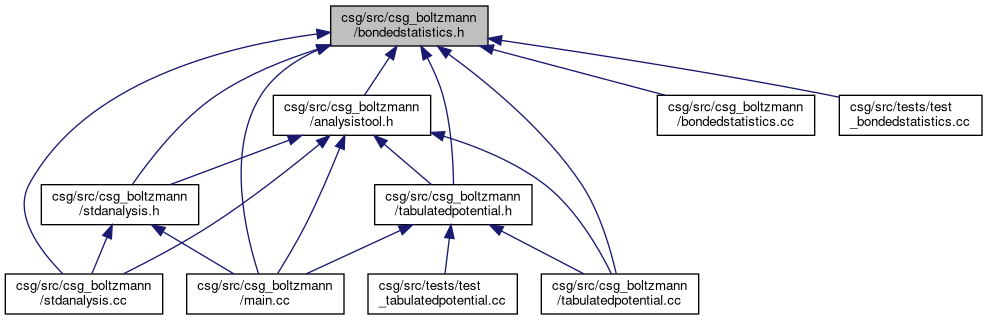 csg/src/csg_boltzmann
/bondedstatistics.h
csg/src/csg_boltzmann
/analysistool.h
csg/src/csg_boltzmann
/bondedstatistics.cc
csg/src/tests/test
_bondedstatistics.cc
csg/src/csg_boltzmann
/stdanalysis.h
csg/src/csg_boltzmann
/tabulatedpotential.h
csg/src/csg_boltzmann
/stdanalysis.cc
csg/src/csg_boltzmann
/main.cc
csg/src/tests/test
_tabulatedpotential.cc
csg/src/csg_boltzmann
/tabulatedpotential.cc